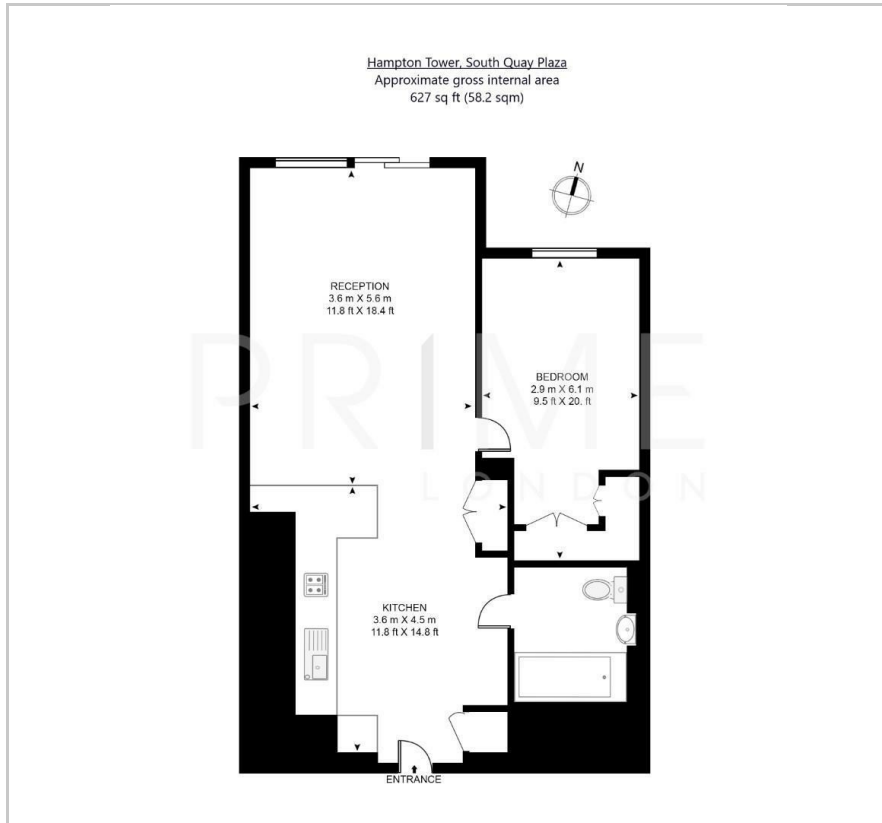 Hampton Tower, South Quay Plaza
Approximate gross internal area
627 sq ft (58.2 sqm)
N
RECEPTION
3.6 m X 5.6 m
11.8 ft X 18.4 ft
BEDROOM
2.9 m X 6.1 m
9.5 ft X 20. ft
PRIME
LONDON
KITCHEN
3.6 m X 4.5 m
11.8 ft X 14.8 ft
ENTRANCE